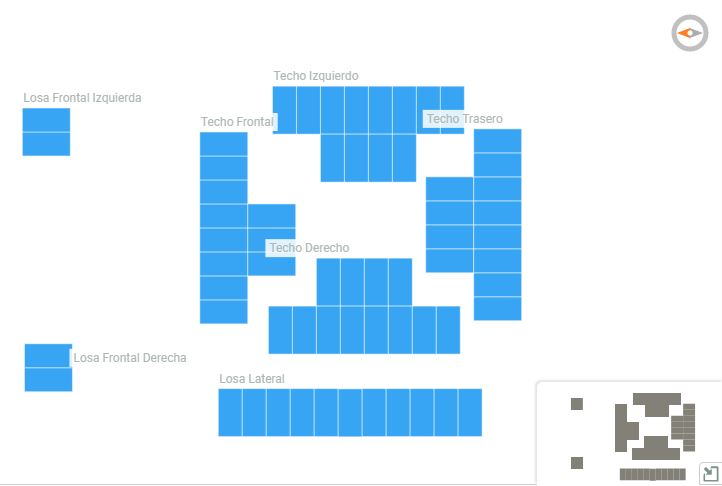 Techo Izquierdo
Losa Frontal Izquierda
Techo Frontal
Techo Trasero
Techo Derecho
Losa Frontal Derecha
Losa Lateral